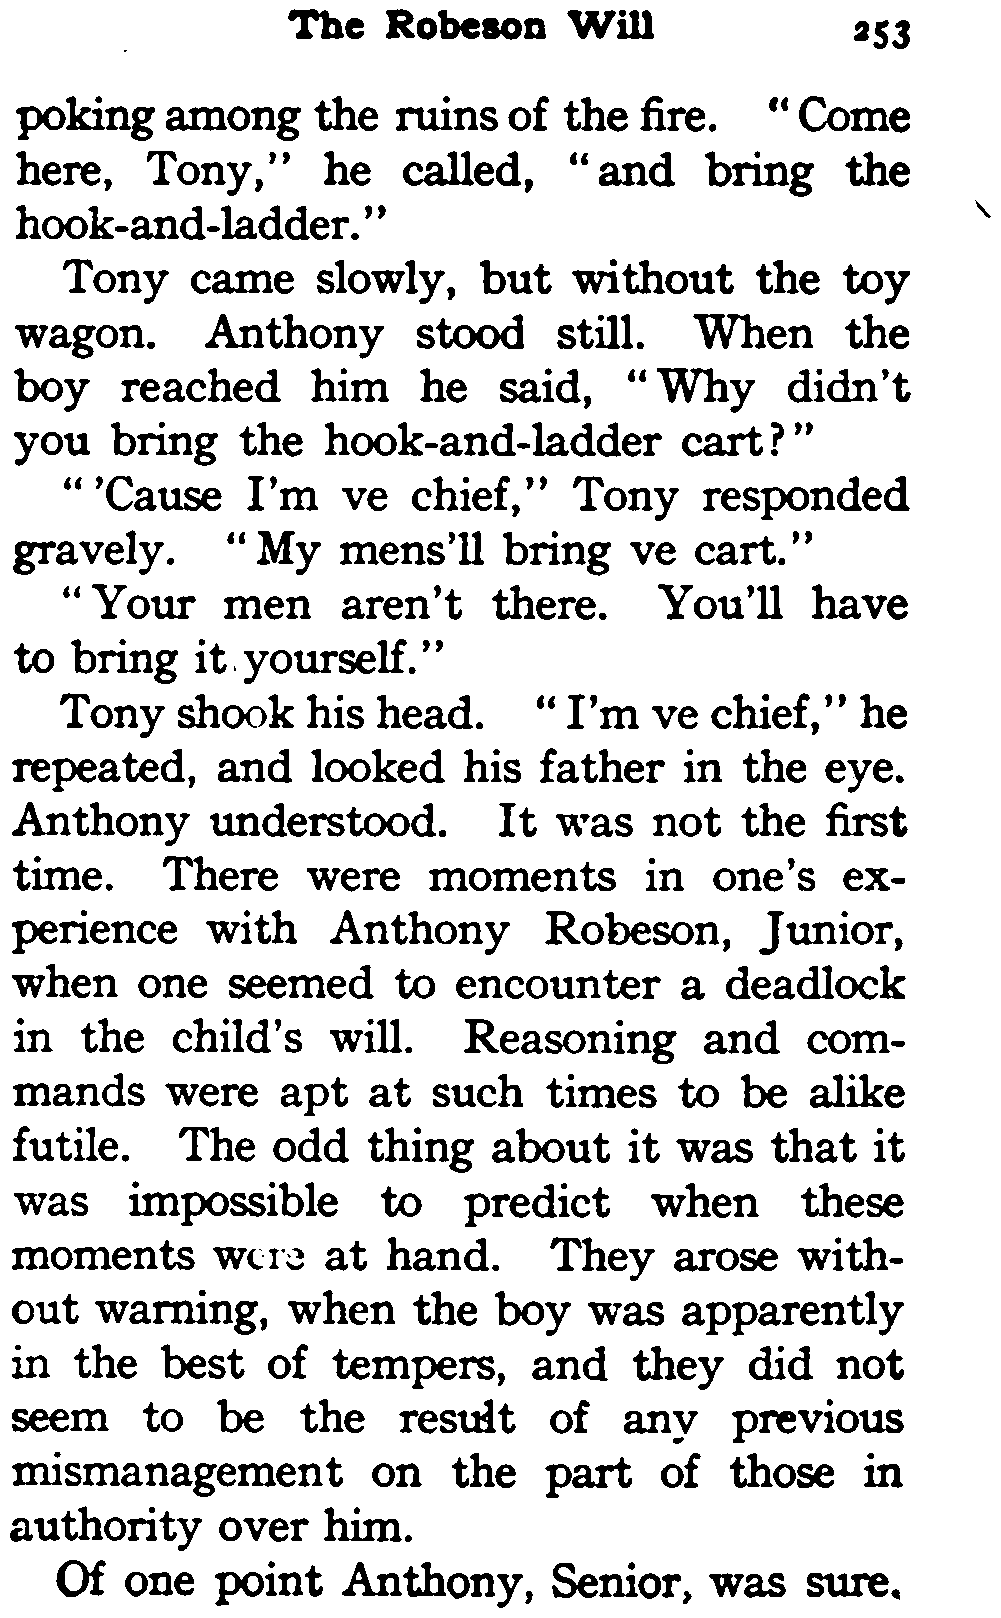 The Robeson Will 253
poking among the ruins of the fire. "Come
here, Tony," he called, "and bring the
hook-and-ladder."
Tony came slowly, but without the toy
wagon. Anthony stood still. When the
boy reached him he said, "Why didn't
you bring the hook-and-ladder cart?"
"'Cause I'm ve chief," Tony responded
gravely. "My mens'll bring ve cart."
"Your men aren't there. You'll have
to bring it yourself."
Tony shook his head. "I'm ve chief," he
repeated, and looked his father in the eye.
Anthony understood. It was not the first
time. There were moments in one's ex-
perience with Anthony Robeson, Junior,
when one seemed to encounter a deadlock
in the child's will. Reasoning and com-
mands were apt at such times to be alike
futile. The odd thing about it was that it
was impossible to predict when these
moments were at hand. They arose with-
out warning, when the boy was apparently
in the best of tempers, and they did not
seem to be the result of any previous
mismanagement on the part of those in
authority over him.
Of one point Anthony, Senior, was sure.